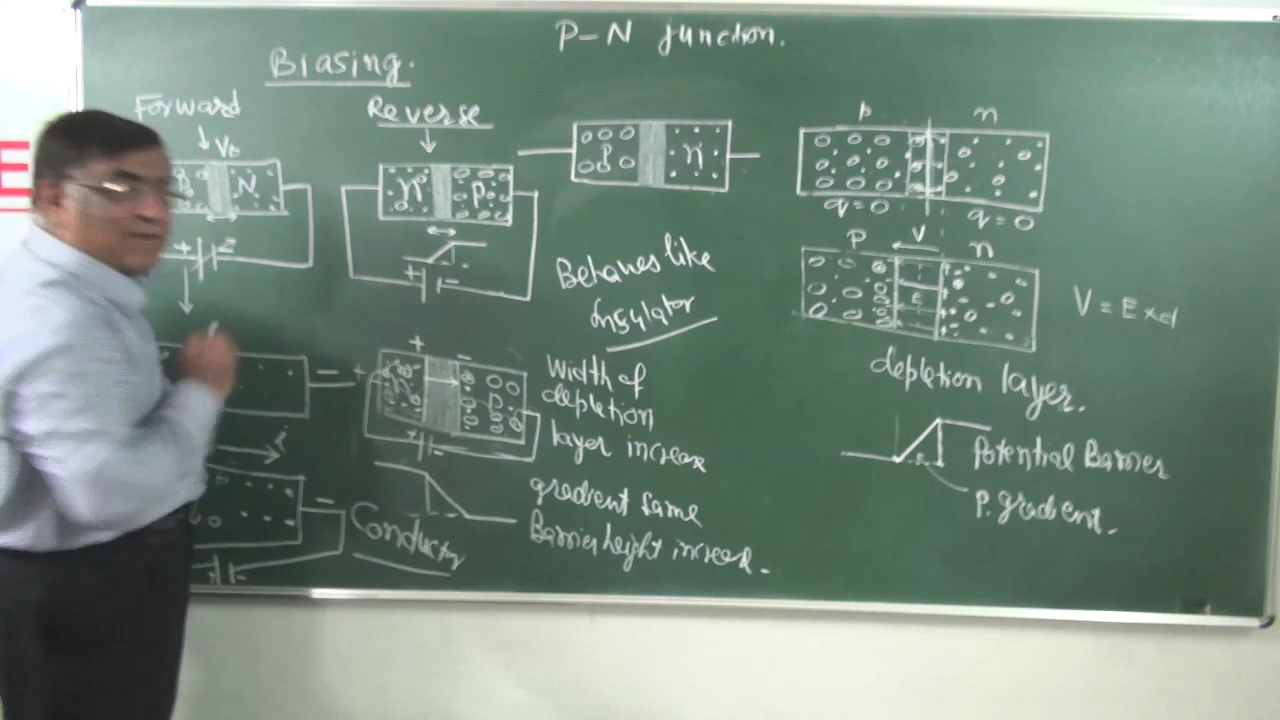 P-N junction.
Biasing.
Forward
VB
P N
+ -
Reverse
n P
+ -
P n
Behaves like
Insulator
p n
q=0 q=0
V
P n
E
V = E×d
depletion layer.
Potential Barrier
P. gradient.
+ -
n P
+ -
Width of
depletion
layer increase
gradient same
Barrier height increase.
-
i
-
+ -
Conductor
E